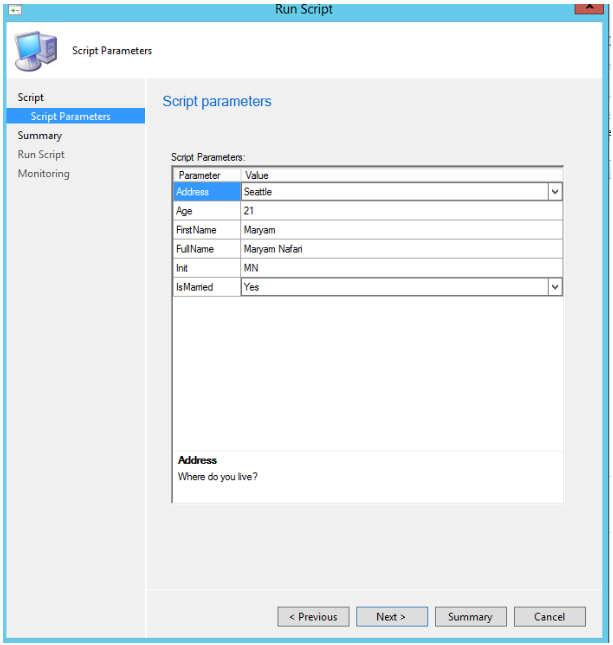 Run Script
Script Parameters
Script
Script Parameters
Summary
Run Script
Monitoring
Script parameters
Script Parameters:
Parameter Value
Address Seattle
Age 21
FirstName Maryam
FullName Maryam Nafari
Init MN
IsMarried Yes
Address
Where do you live?
< Previous Next > Summary Cancel